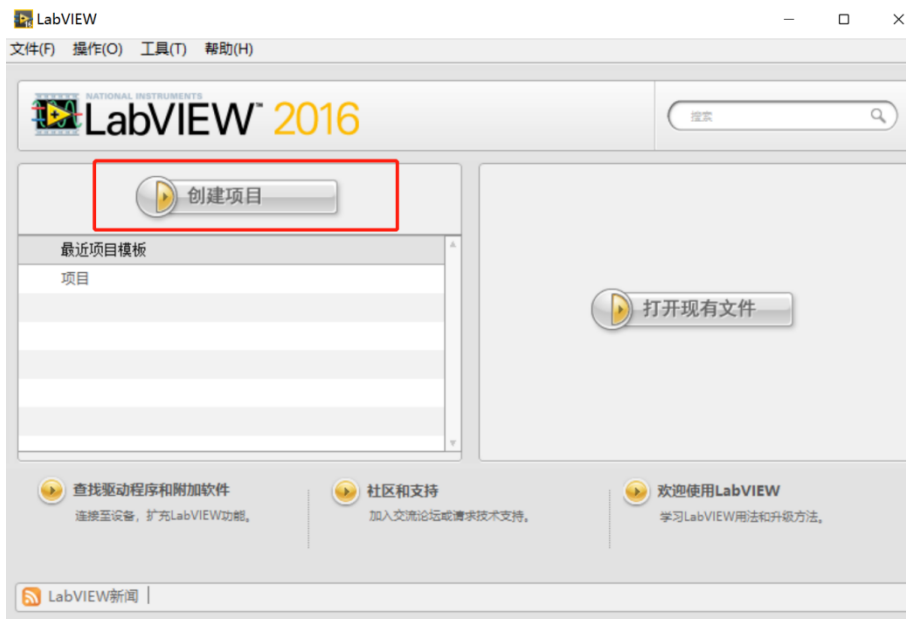 LabVIEW
文件(F) 操作(O) 工具(T) 帮助(H)
NATIONAL INSTRUMENTS
LabVIEW™ 2016
搜索
创建项目
最近项目模板
项目
打开现有文件
查找驱动程序和附加软件
连接至设备，扩充LabVIEW功能。
社区和支持
加入交流论坛或请求技术支持。
欢迎使用LabVIEW
学习LabVIEW用法和升级方法。
LabVIEW新闻